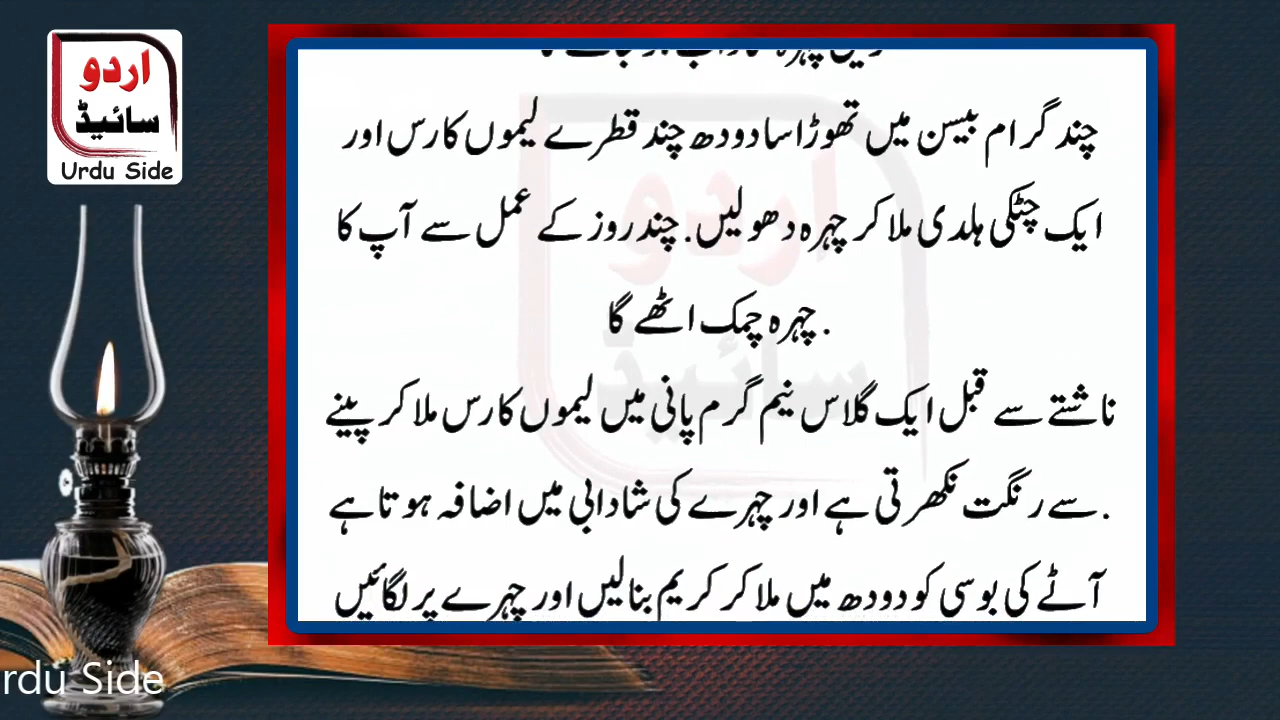 اردو
سائیڈ
Urdu Side
چند گرام بیسن میں تھوڑا سا دودھ چند قطرے لیموں کا رس اور
ایک چٹکی ہلدی ملا کر چہرہ دھو لیں. چند روز کے عمل سے آپ کا
چہرہ چمک اٹھے گا.
ناشتے سے قبل ایک گلاس نیم گرم پانی میں لیموں کا رس ملا کر پینے
سے رنگت نکھرتی ہے اور چہرے کی شادابی میں اضافہ ہوتا ہے.
آٹے کی بوسی کو دودھ میں ملا کر کریم بنالیں اور چہرے پر لگائیں
rdu Side